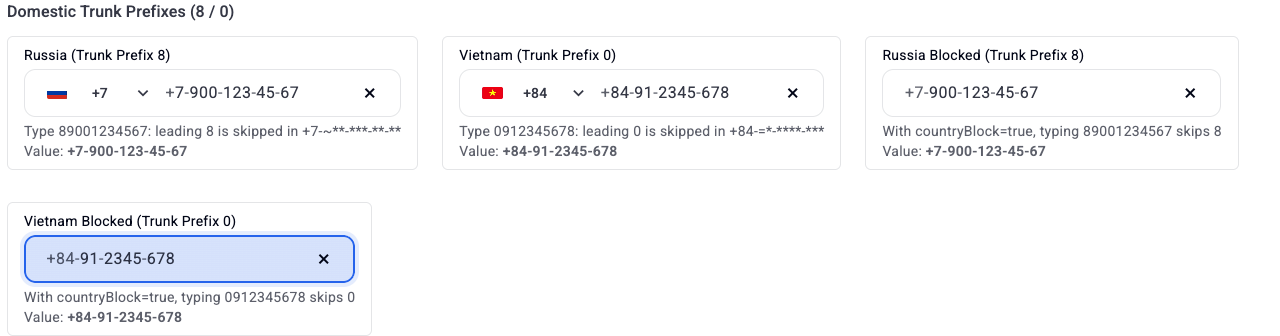 Domestic Trunk Prefixes (8 / 0)
Russia (Trunk Prefix 8)
+7 +7-900-123-45-67 ×
Type 89001234567: leading 8 is skipped in +7-~**-***-**-**
Value: +7-900-123-45-67
Vietnam (Trunk Prefix 0)
+84 +84-91-2345-678 ×
Type 0912345678: leading 0 is skipped in +84-=*-****-***
Value: +84-91-2345-678
Russia Blocked (Trunk Prefix 8)
+7-900-123-45-67 ×
With countryBlock=true, typing 89001234567 skips 8
Value: +7-900-123-45-67
Vietnam Blocked (Trunk Prefix 0)
+84-91-2345-678 ×
With countryBlock=true, typing 0912345678 skips 0
Value: +84-91-2345-678